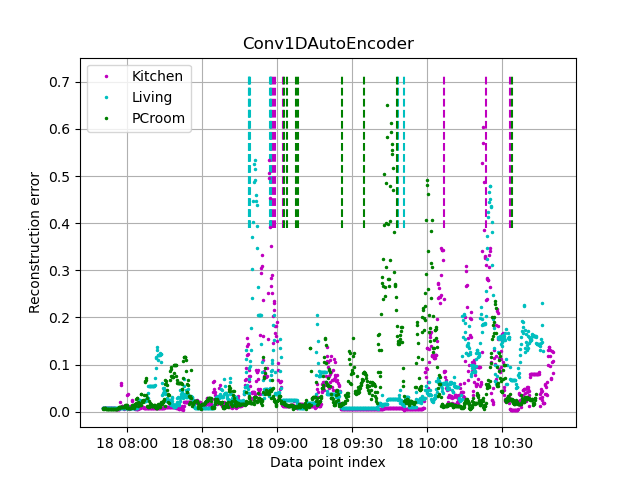 Conv1DAutoEncoder
Kitchen
Living
PCroom
Reconstruction error
0.7
0.6
0.5
0.4
0.3
0.2
0.1
0.0
18 08:00 18 08:30 18 09:00 18 09:30 18 10:00 18 10:30
Data point index